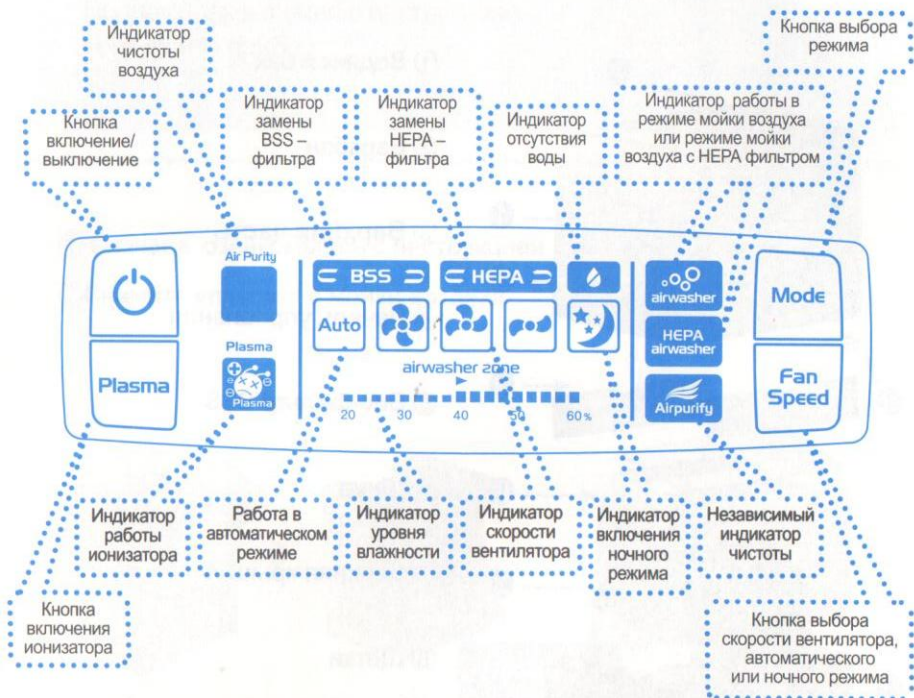 Индикатор
чистоты
воздуха
Кнопка выбора
режима
Кнопка
включение/
выключение
Индикатор
замены
BSS –
фильтра
Индикатор
замены
HEPA –
фильтра
Индикатор
отсутствия
воды
Индикатор работы в
режиме мойки воздуха
или режиме мойки
воздуха с HEPA фильтром
Air Purity
BSS
HEPA
airwasher
Mode
Auto
HEPA
airwasher
Plasma
Plasma
Plasma
airwasher zone
Airpurify
Fan
Speed
20 30 40 50 60%
Индикатор
работы
ионизатора
Работа в
автоматическом
режиме
Индикатор
уровня
влажности
Индикатор
скорости
вентилятора
Индикатор
включения
ночного
режима
Независимый
индикатор
чистоты
Кнопка
включения
ионизатора
Кнопка выбора
скорости вентилятора,
автоматического
или ночного режима